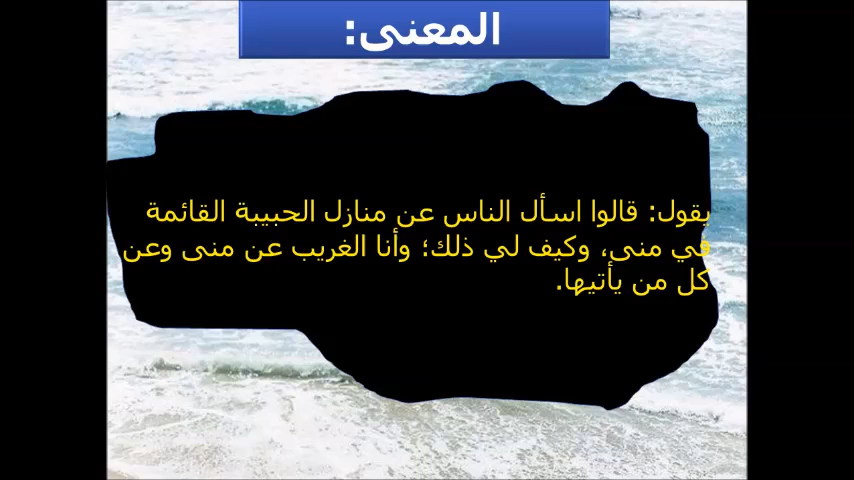 المعنى:
يقول: قالوا اسأل الناس عن منازل الحبيبة القائمة
في منى، وكيف لي ذلك؛ وأنا الغريب عن منى وعن
كل من يأتيها.